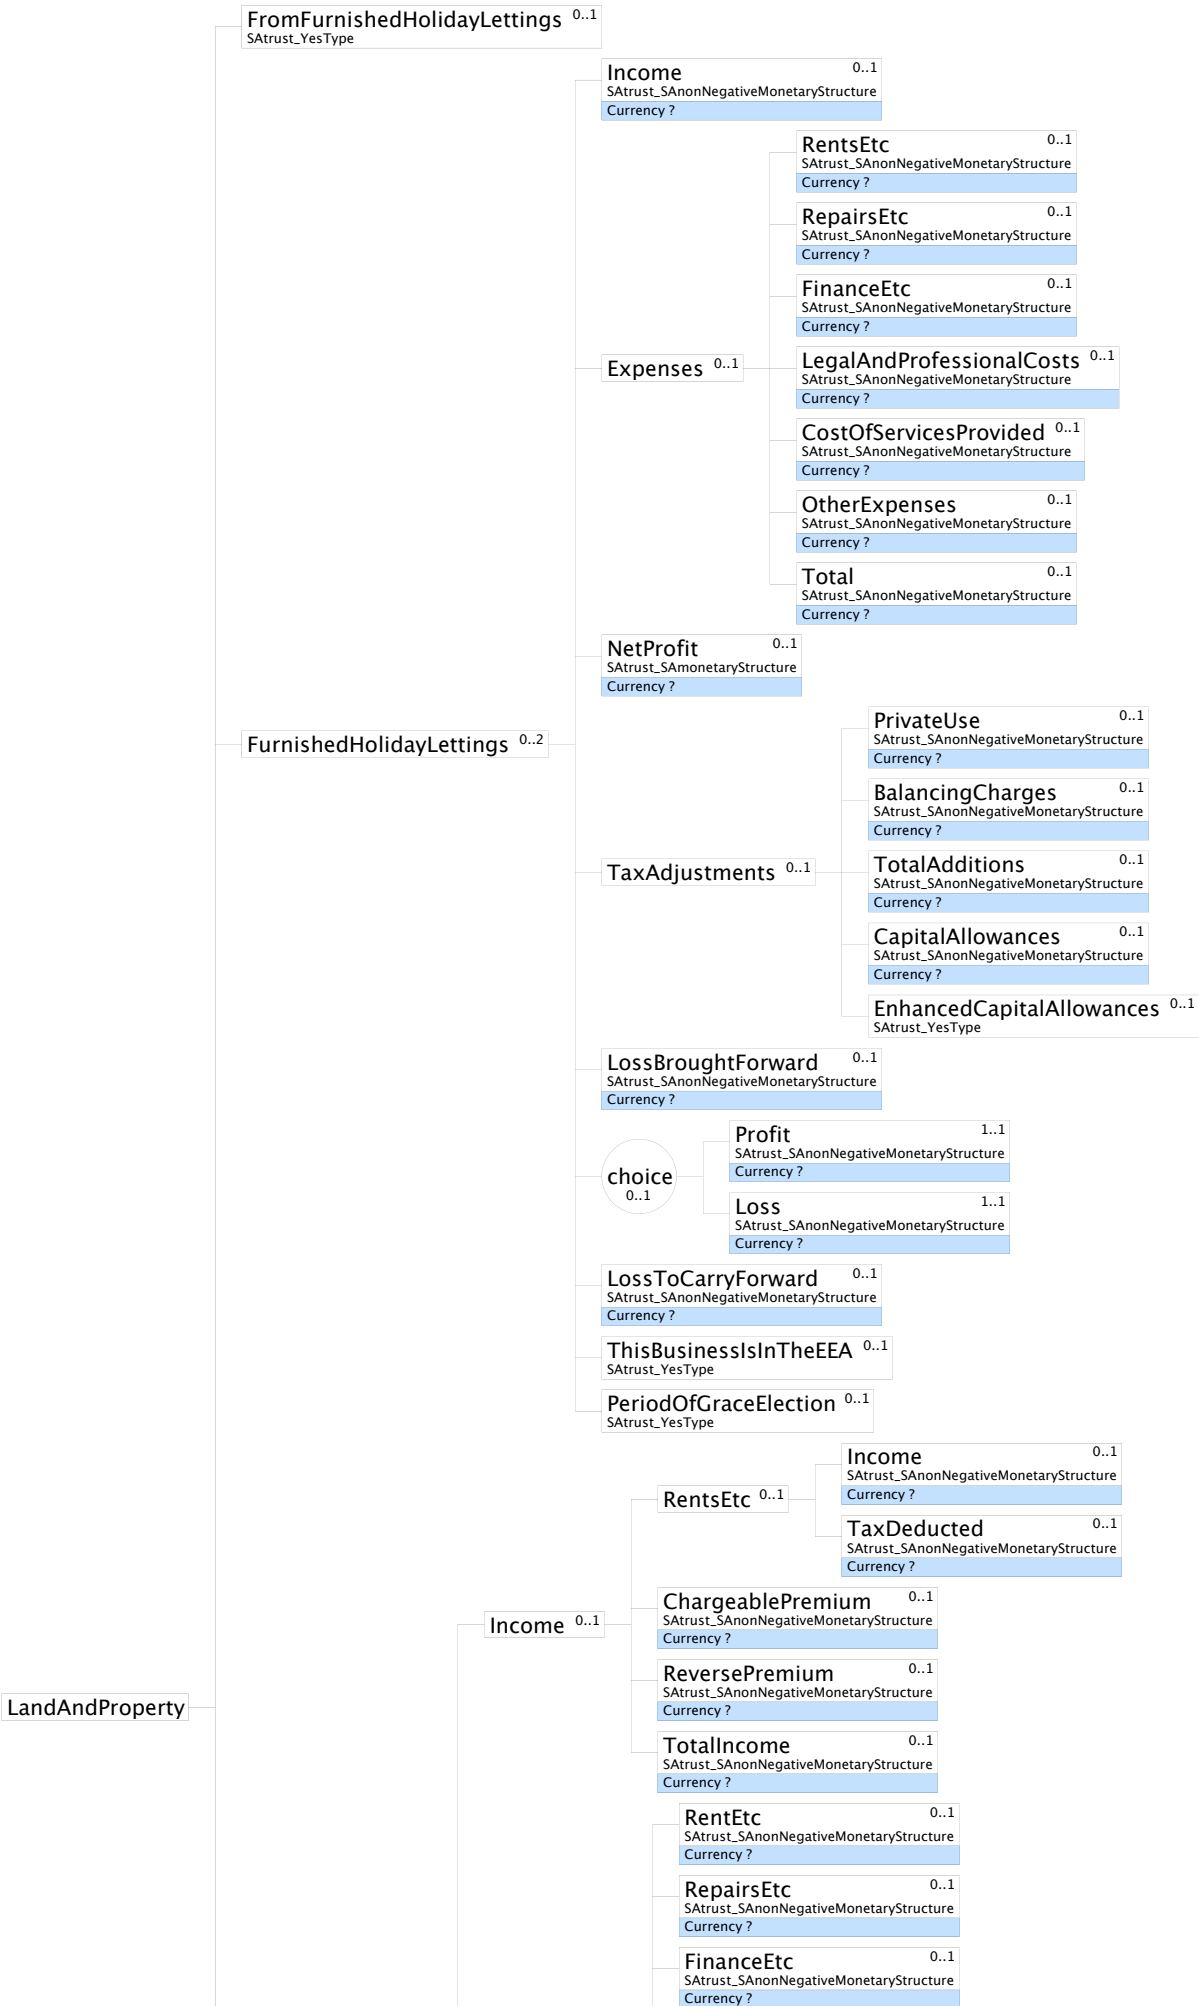 FromFurnishedHolidayLettings 0..1
SAtrust_YesType
Income 0..1
SAtrust_SAnonNegativeMonetaryStructure
Currency ?
RentsEtc 0..1
SAtrust_SAnonNegativeMonetaryStructure
Currency ?
RepairsEtc 0..1
SAtrust_SAnonNegativeMonetaryStructure
Currency ?
FinanceEtc 0..1
SAtrust_SAnonNegativeMonetaryStructure
Currency ?
Expenses 0..1
LegalAndProfessionalCosts 0..1
SAtrust_SAnonNegativeMonetaryStructure
Currency ?
CostOfServicesProvided 0..1
SAtrust_SAnonNegativeMonetaryStructure
Currency ?
OtherExpenses 0..1
SAtrust_SAnonNegativeMonetaryStructure
Currency ?
Total 0..1
SAtrust_SAnonNegativeMonetaryStructure
Currency ?
NetProfit 0..1
SAtrust_SAmonetaryStructure
Currency ?
FurnishedHolidayLettings 0..2
PrivateUse 0..1
SAtrust_SAnonNegativeMonetaryStructure
Currency ?
BalancingCharges 0..1
SAtrust_SAnonNegativeMonetaryStructure
Currency ?
TaxAdjustments 0..1
TotalAdditions 0..1
SAtrust_SAnonNegativeMonetaryStructure
Currency ?
CapitalAllowances 0..1
SAtrust_SAnonNegativeMonetaryStructure
Currency ?
EnhancedCapitalAllowances 0..1
SAtrust_YesType
LossBroughtForward 0..1
SAtrust_SAnonNegativeMonetaryStructure
Currency ?
choice
0..1
Profit 1..1
SAtrust_SAnonNegativeMonetaryStructure
Currency ?
Loss 1..1
SAtrust_SAnonNegativeMonetaryStructure
Currency ?
LossToCarryForward 0..1
SAtrust_SAnonNegativeMonetaryStructure
Currency ?
ThisBusinessIsInTheEEA 0..1
SAtrust_YesType
PeriodOfGraceElection 0..1
SAtrust_YesType
RentsEtc 0..1
Income 0..1
SAtrust_SAnonNegativeMonetaryStructure
Currency ?
TaxDeducted 0..1
SAtrust_SAnonNegativeMonetaryStructure
Currency ?
Income 0..1
ChargeablePremium 0..1
SAtrust_SAnonNegativeMonetaryStructure
Currency ?
ReversePremium 0..1
SAtrust_SAnonNegativeMonetaryStructure
Currency ?
LandAndProperty
TotalIncome 0..1
SAtrust_SAnonNegativeMonetaryStructure
Currency ?
RentEtc 0..1
SAtrust_SAnonNegativeMonetaryStructure
Currency ?
RepairsEtc 0..1
SAtrust_SAnonNegativeMonetaryStructure
Currency ?
FinanceEtc 0..1
SAtrust_SAnonNegativeMonetaryStructure
Currency ?